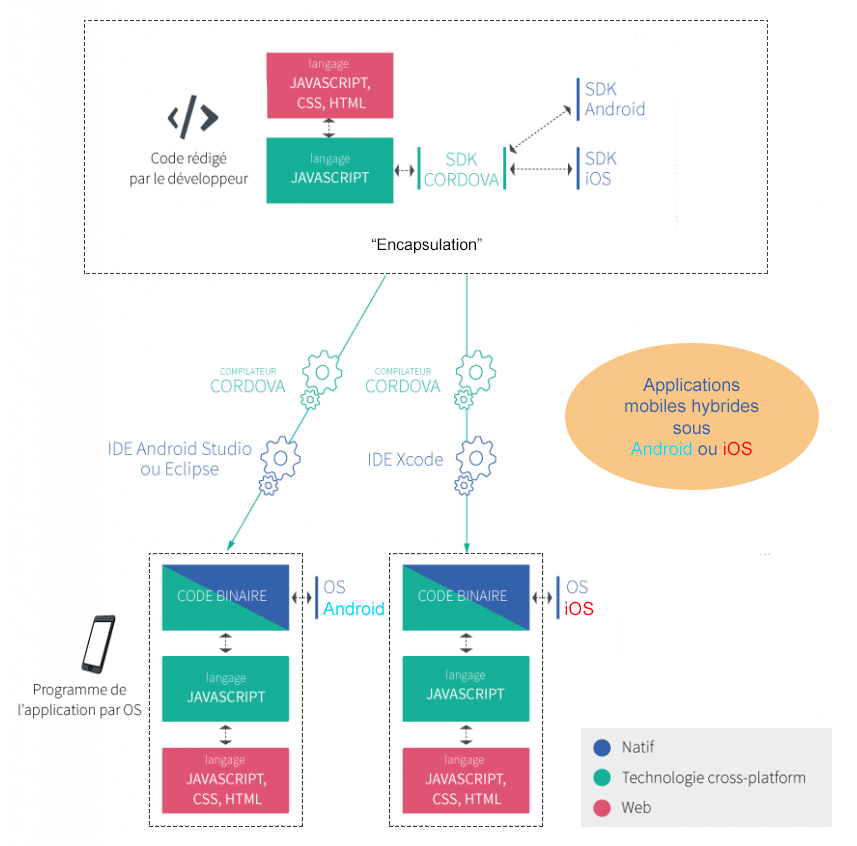 langage
JAVASCRIPT,
CSS, HTML
SDK
Android
Code rédigé
par le développeur
langage
JAVASCRIPT
SDK
CORDOVA
SDK
iOS
“Encapsulation”
COMPILATEUR
CORDOVA
COMPILATEUR
CORDOVA
Applications
mobiles hybrides
sous
Android ou iOS
IDE Android Studio
ou Eclipse
IDE Xcode
...
CODE BINAIRE
OS
Android
CODE BINAIRE
OS
iOS
Programme de
l'application par OS
langage
JAVASCRIPT
langage
JAVASCRIPT
langage
JAVASCRIPT,
CSS, HTML
langage
JAVASCRIPT,
CSS, HTML
Natif
Technologie cross-platform
Web